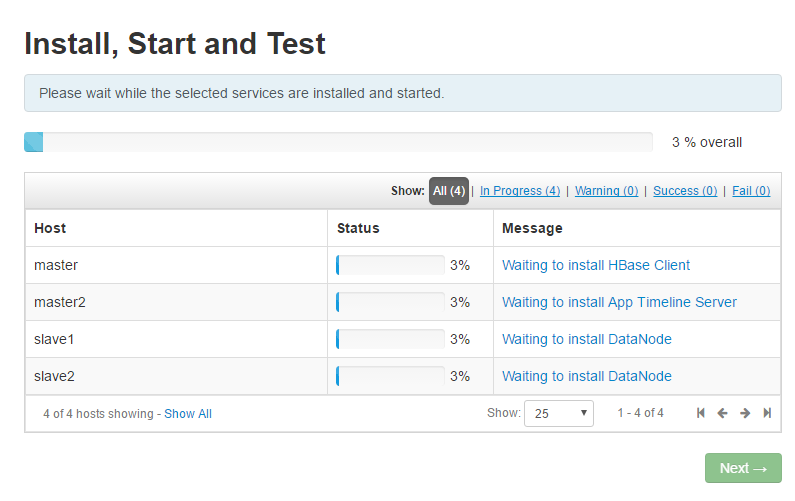 Install, Start and Test
Please wait while the selected services are installed and started.
3 % overall
Show: All (4) | In Progress (4) | Warning (0) | Success (0) | Fail (0)
Host Status Message
master 3% Waiting to install HBase Client
master2 3% Waiting to install App Timeline Server
slave1 3% Waiting to install DataNode
slave2 3% Waiting to install DataNode
4 of 4 hosts showing - Show All Show: 25 1 - 4 of 4
Next →